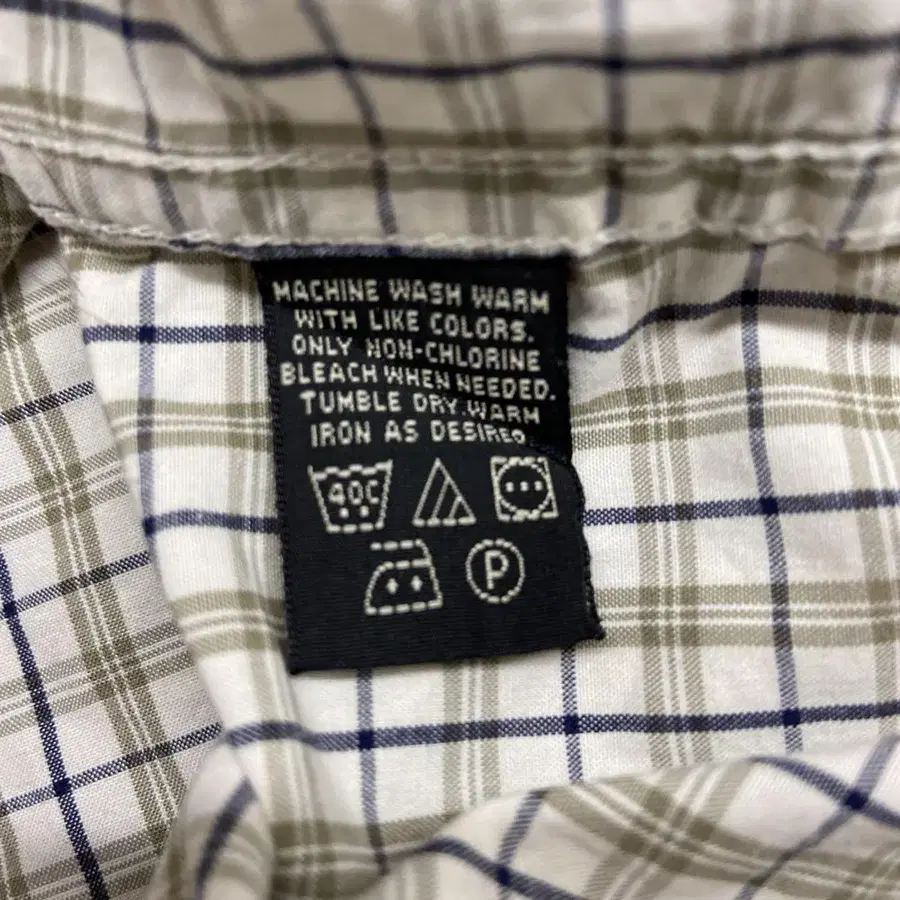 MACHINE WASH WARM
WITH LIKE COLORS.
ONLY NON-CHLORINE
BLEACH WHEN NEEDED.
TUMBLE DRY WARM
IRON AS DESIRED
40C
P